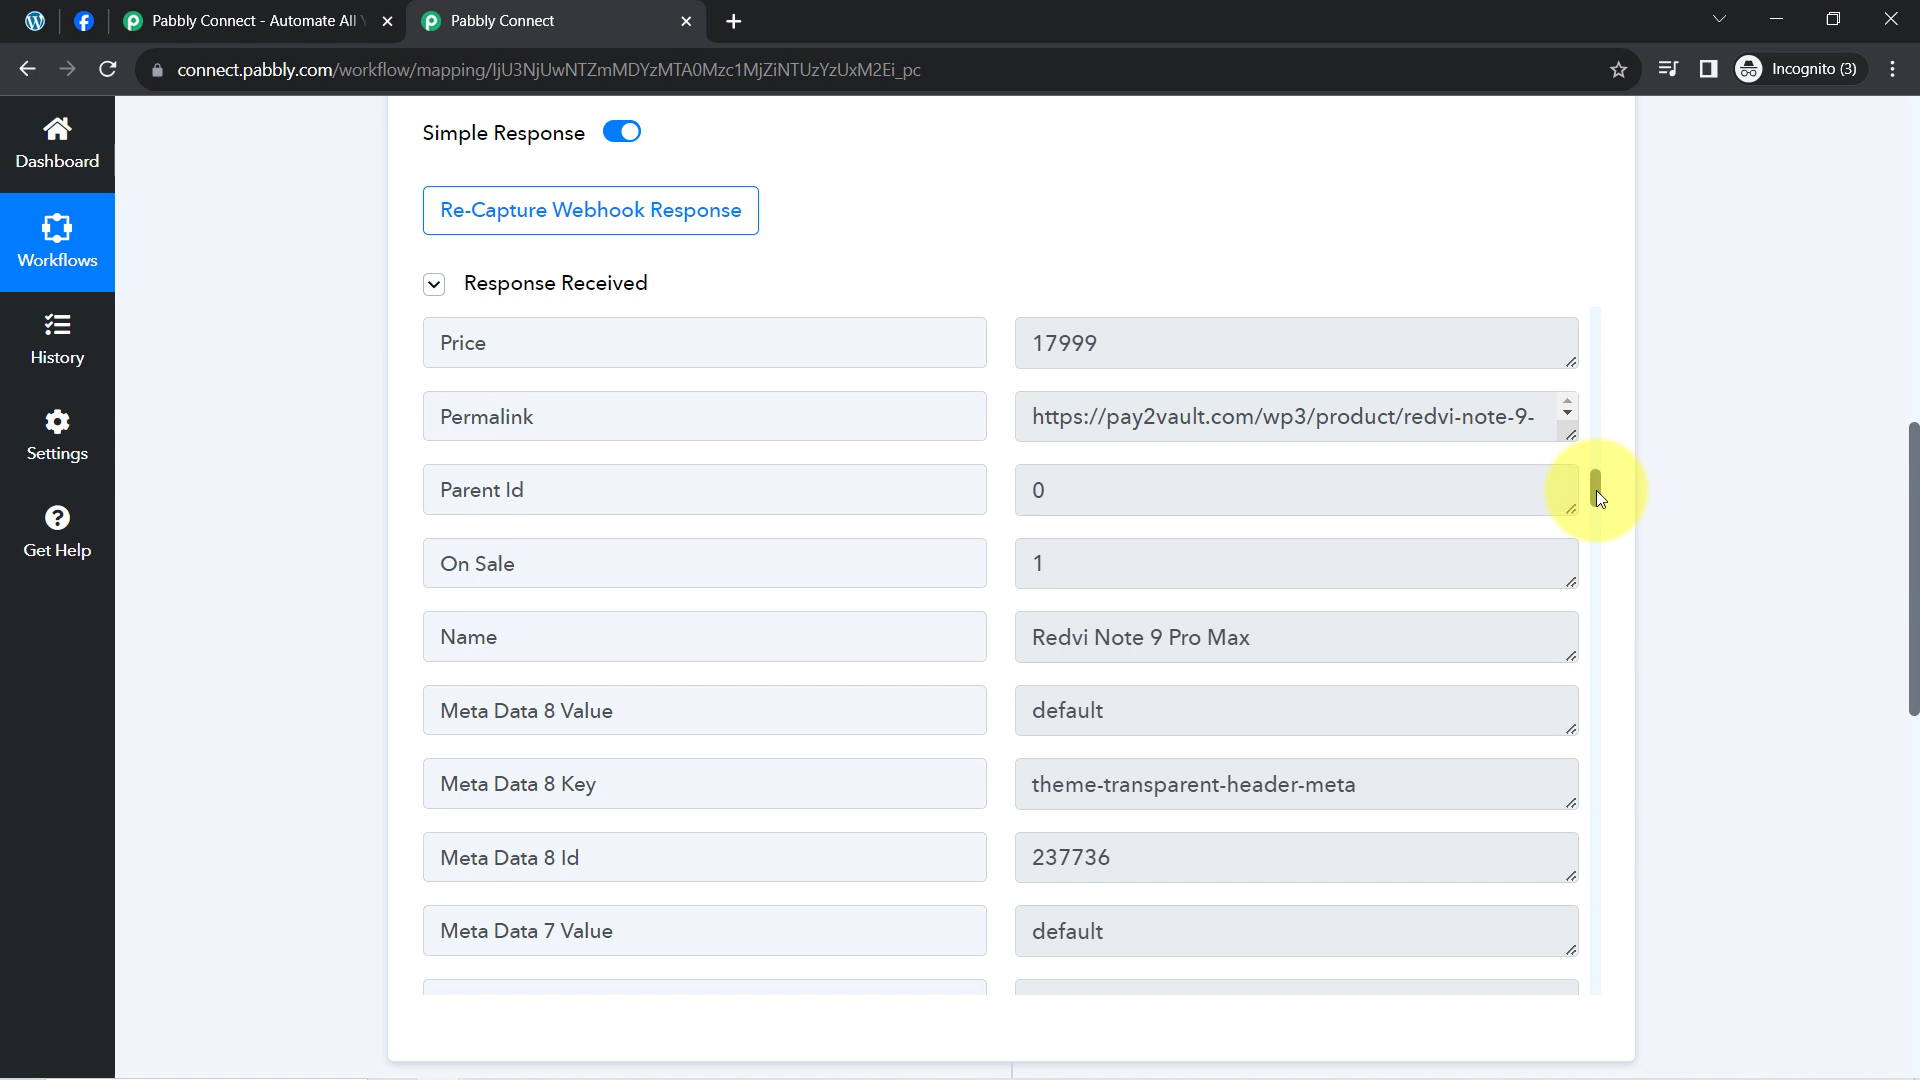 Pabbly Connect - Automate All
Pabbly Connect
connect.pabbly.com/workflow/mapping/IjU3NjUwNTZmMDYzMTA0Mzc1MjZiNTUzYzUxM2Ei_pc
Incognito (3)
Dashboard
Workflows
History
Settings
Get Help
Simple Response
Re-Capture Webhook Response
Response Received
Price
17999
Permalink
https://pay2vault.com/wp3/product/redvi-note-9-
Parent Id
0
On Sale
1
Name
Redvi Note 9 Pro Max
Meta Data 8 Value
default
Meta Data 8 Key
theme-transparent-header-meta
Meta Data 8 Id
237736
Meta Data 7 Value
default